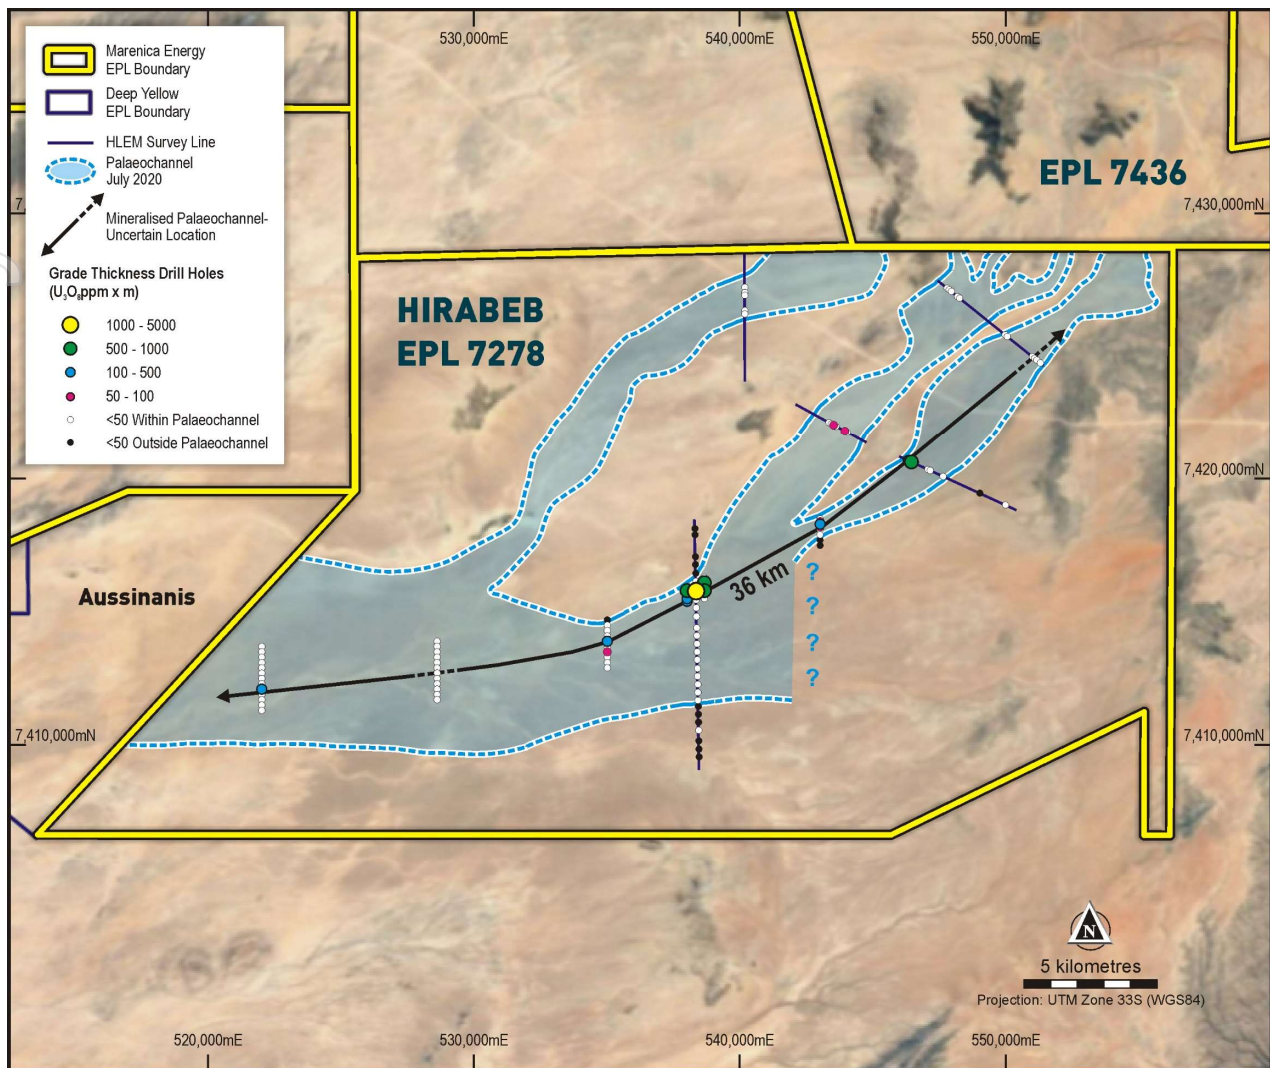 530,000mE
540,000mE
550,000mE
Marenica Energy
EPL Boundary
Deep Yellow
EPL Boundary
HLEM Survey Line
Palaeochannel
July 2020
Mineralised Palaeochannel-
Uncertain Location
Grade Thickness Drill Holes
(U₃O₈ppm x m)
1000 - 5000
500 - 1000
100 - 500
50 - 100
<50 Within Palaeochannel
<50 Outside Palaeochannel
EPL 7436
7,430,000mN
HIRABEB
EPL 7278
7,420,000mN
Aussinanis
36 km
?
?
?
?
7,410,000mN
7,410,000mN
N
5 kilometres
Projection: UTM Zone 33S (WGS84)
520,000mE
530,000mE
540,000mE
550,000mE